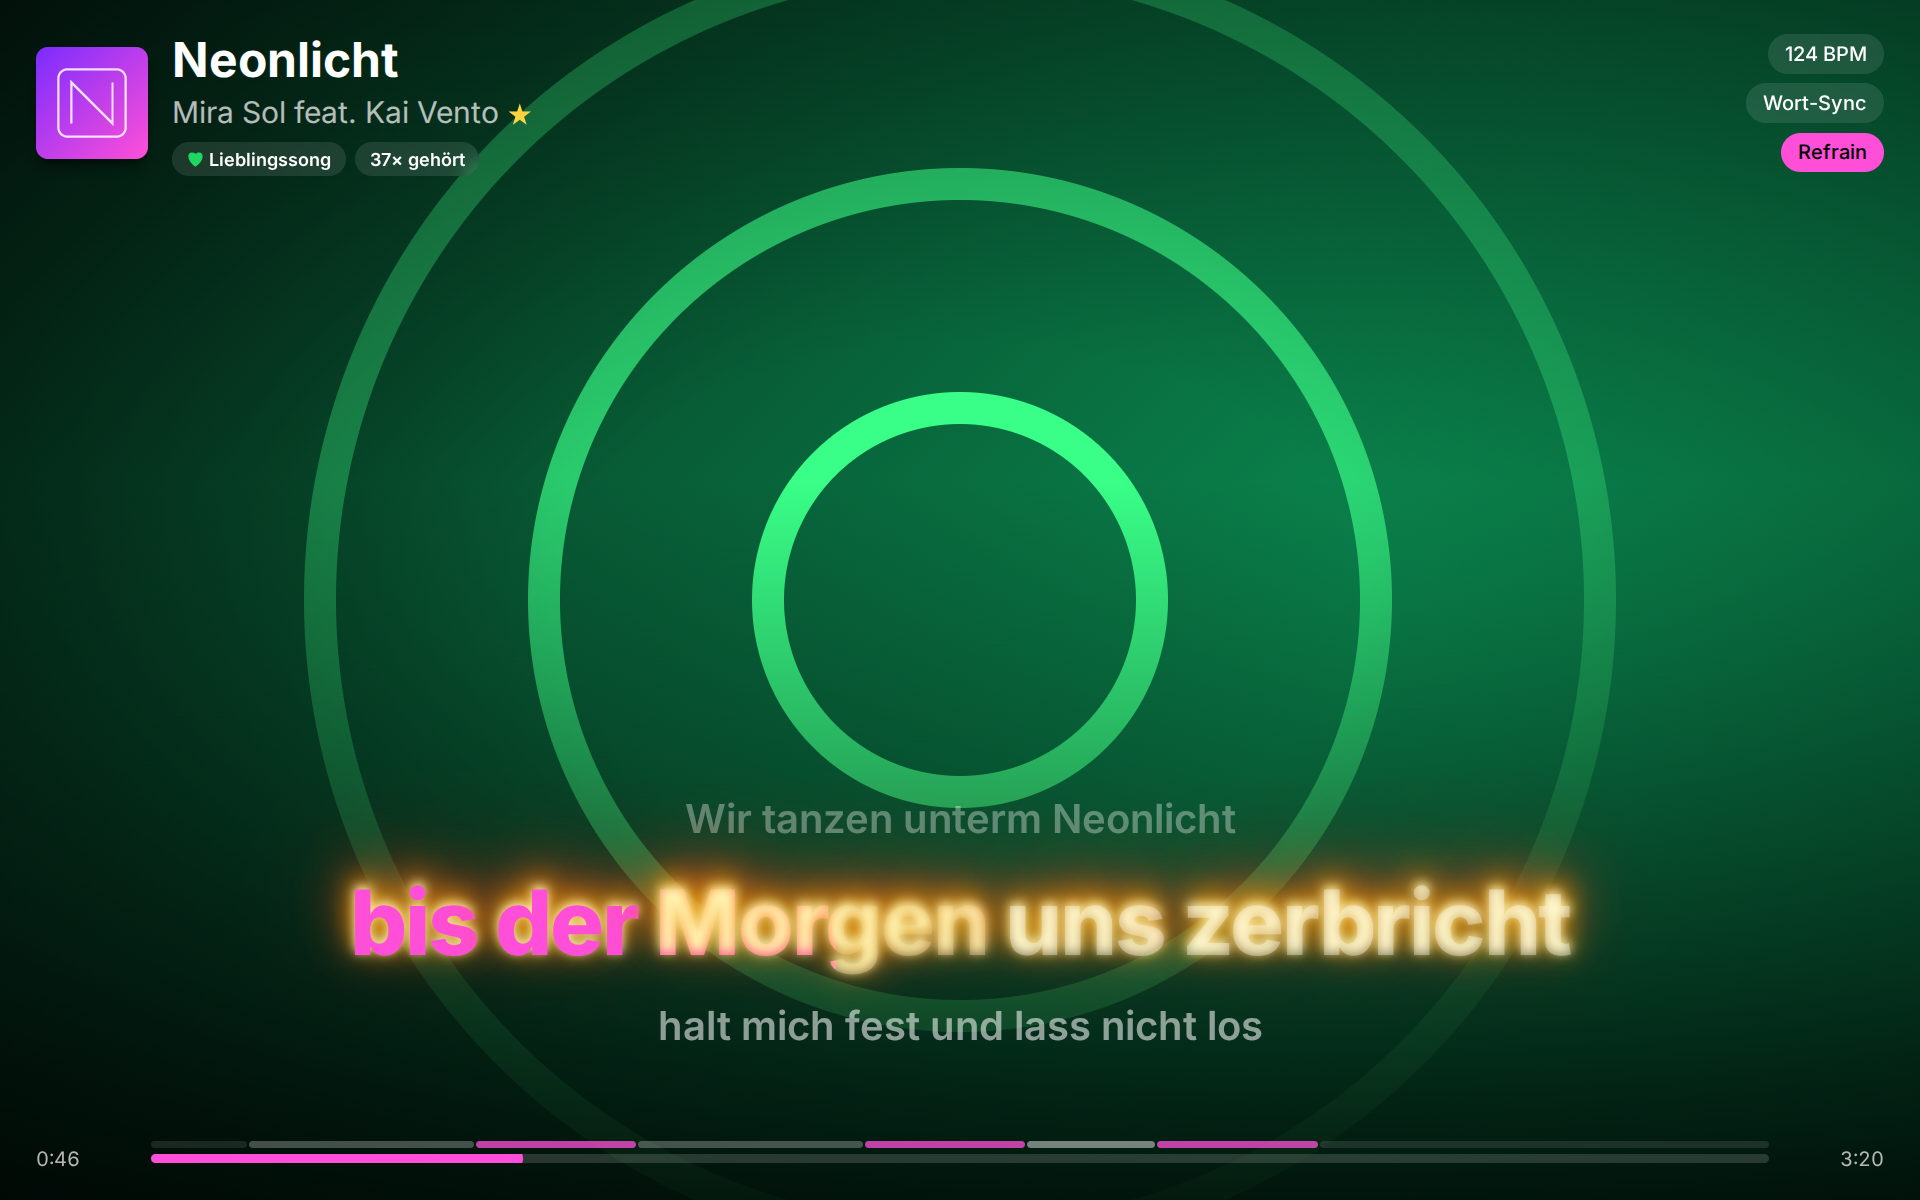 N
Neonlicht
Mira Sol feat. Kai Vento
Lieblingssong
37× gehört
124 BPM
Wort-Sync
Refrain
Wir tanzen unterm Neonlicht
bis der Morgen uns zerbricht
halt mich fest und lass nicht los
0:46
3:20